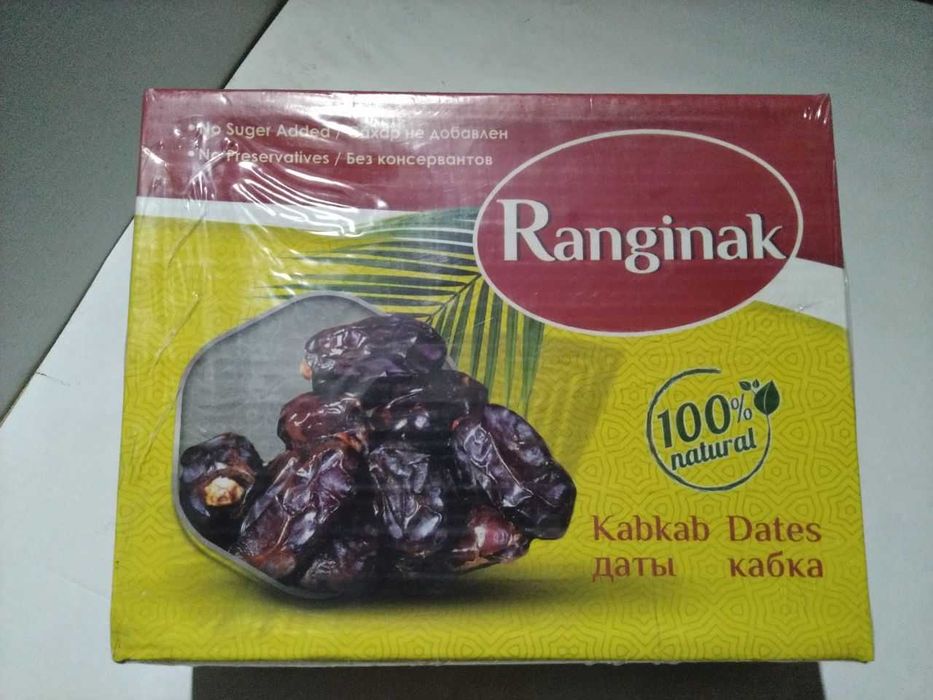 • No Suger Added / Сахар не добавлен
• No Preservatives / Без консервантов
Ranginak
100%
natural
Kabkab Dates
даты кабка